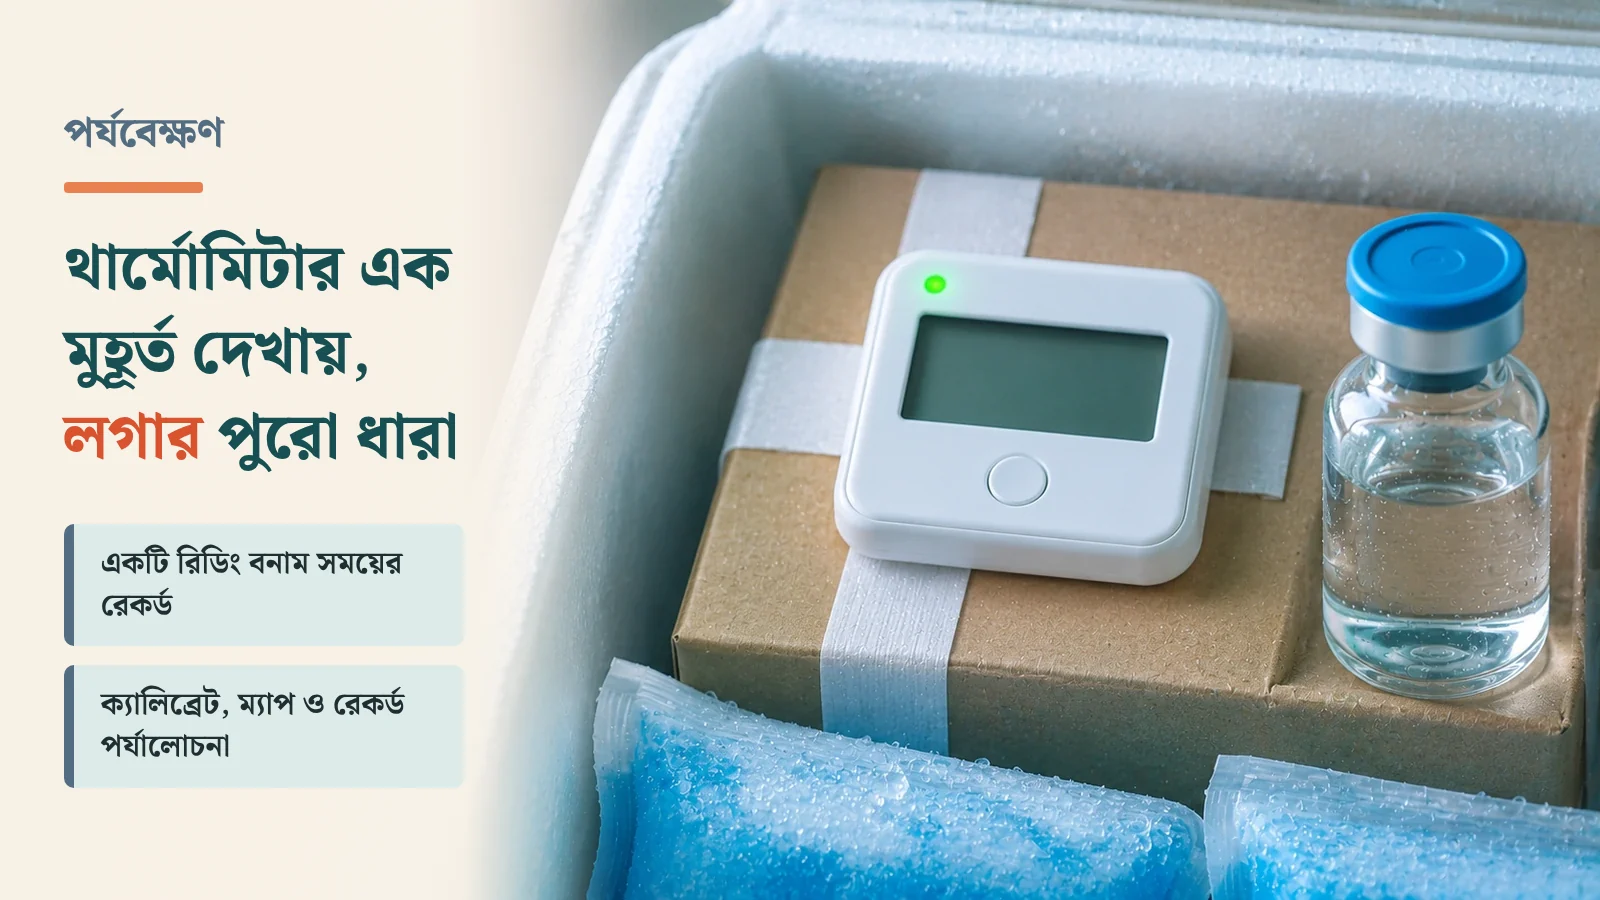 পর্যবেক্ষণ
থার্মোমিটার এক
মুহূর্ত দেখায়,
লগার পুরো ধারা
একটি রিডিং বনাম সময়ের
রেকর্ড
ক্যালিব্রেট, ম্যাপ ও রেকর্ড
পর্যালোচনা